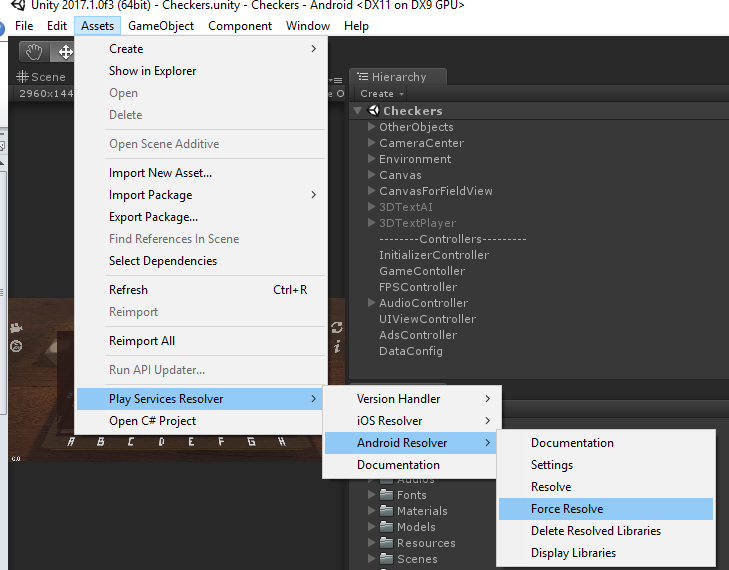 Unity 2017.1.0f3 (64bit) - Checkers.unity - Checkers - Android <DX11 on DX9 GPU>
File Edit Assets GameObject Component Window Help
Create
Show in Explorer
Open
Delete
Open Scene Additive
Import New Asset...
Import Package
Export Package...
Find References In Scene
Select Dependencies
Refresh Ctrl+R
Reimport
Reimport All
Run API Updater...
Play Services Resolver
Open C# Project
Version Handler
iOS Resolver
Android Resolver
Documentation
Documentation
Settings
Resolve
Force Resolve
Delete Resolved Libraries
Display Libraries
Scene
2960x144
Hierarchy
Create
Checkers
OtherObjects
CameraCenter
Environment
Canvas
CanvasForFieldView
3DTextAI
3DTextPlayer
--------Controllers---------
InitializerController
GameContoller
FPSController
AudioController
UIViewController
AdsController
DataConfig
Audios
Fonts
Materials
Models
Resources
Scenes
A B C D E F G H
0.0